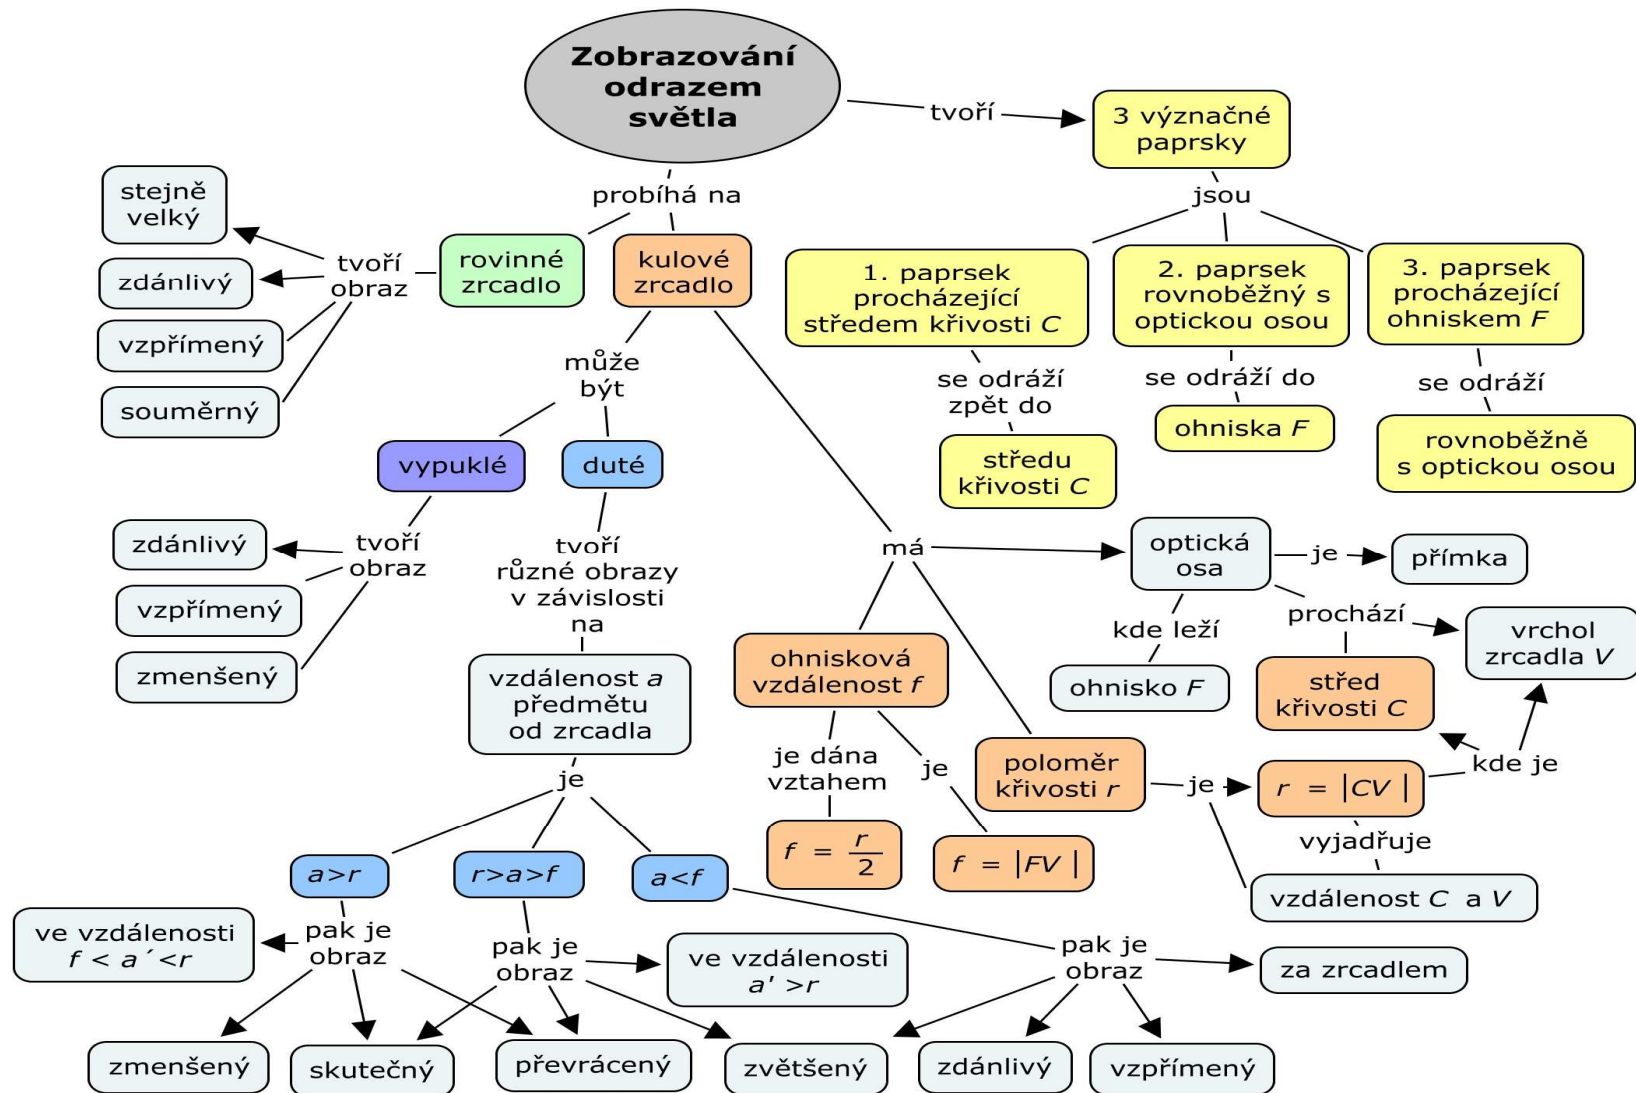 Zobrazování
odrazem
světla
tvoří
3 význačné
paprsky
probíhá na
jsou
stejně
velký
zdánlivý
vzpřímený
souměrný
tvoří
obraz
rovinné
zrcadlo
kulové
zrcadlo
1. paprsek
procházející
středem křivosti C
2. paprsek
rovnoběžný s
optickou osou
3. paprsek
procházející
ohniskem F
může
být
se odráží
zpět do
se odráží do
se odráží
středu
křivosti C
ohniska F
rovnoběžně
s optickou osou
vypuklé
duté
zdánlivý
vzpřímený
zmenšený
tvoří
obraz
tvoří
různé obrazy
v závislosti
na
má
optická
osa
je
přímka
kde leží
prochází
vrchol
zrcadla V
ohnisko F
střed
křivosti C
vzdálenost a
předmětu
od zrcadla
ohnisková
vzdálenost f
je dána
vztahem
je
poloměr
křivosti r
je
r = |CV |
kde je
vyjadřuje
vzdálenost C a V
f = r/2
f = |FV |
je
a>r
r>a>f
a<f
ve vzdálenosti
f < a´<r
pak je
obraz
pak je
obraz
ve vzdálenosti
a' >r
pak je
obraz
za zrcadlem
zmenšený
skutečný
převrácený
zvětšený
zdánlivý
vzpřímený